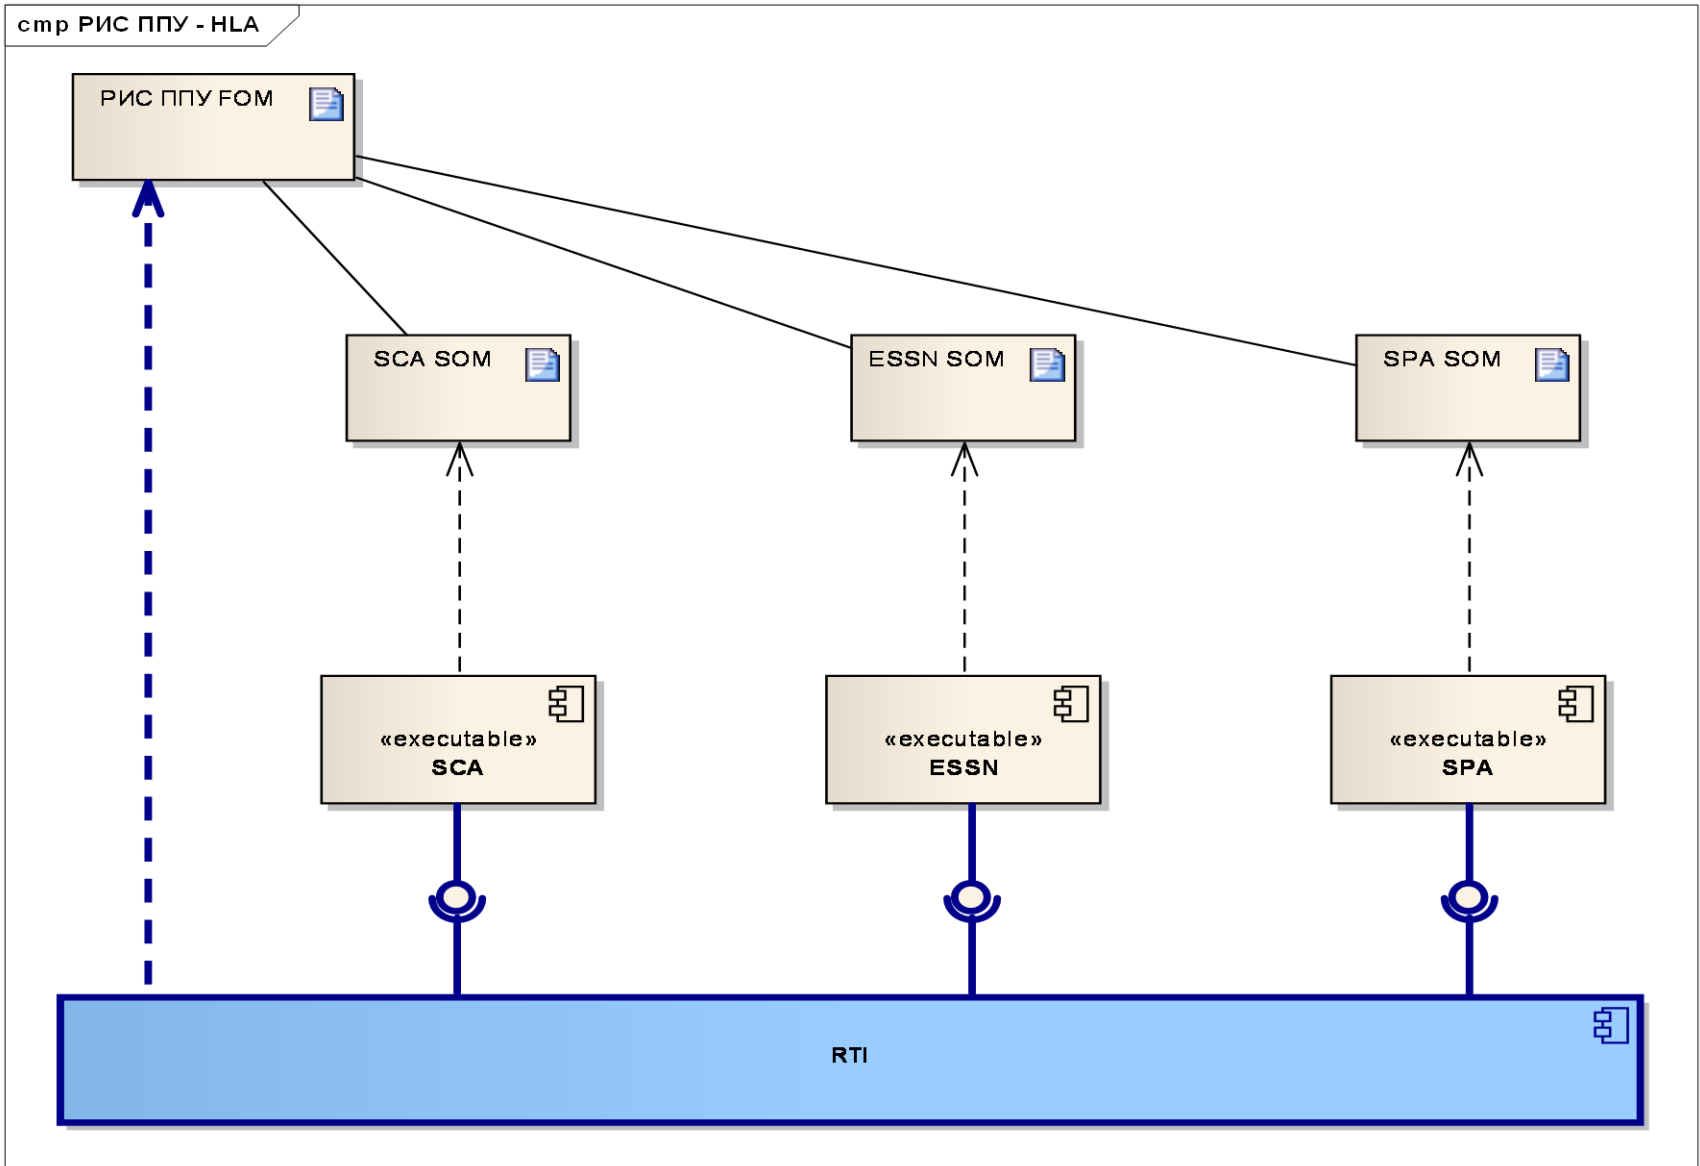 cmp РИС ППУ - HLA
РИС ППУ FOM
SCA SOM
ESSN SOM
SPA SOM
«executable»
SCA
«executable»
ESSN
«executable»
SPA
RTI